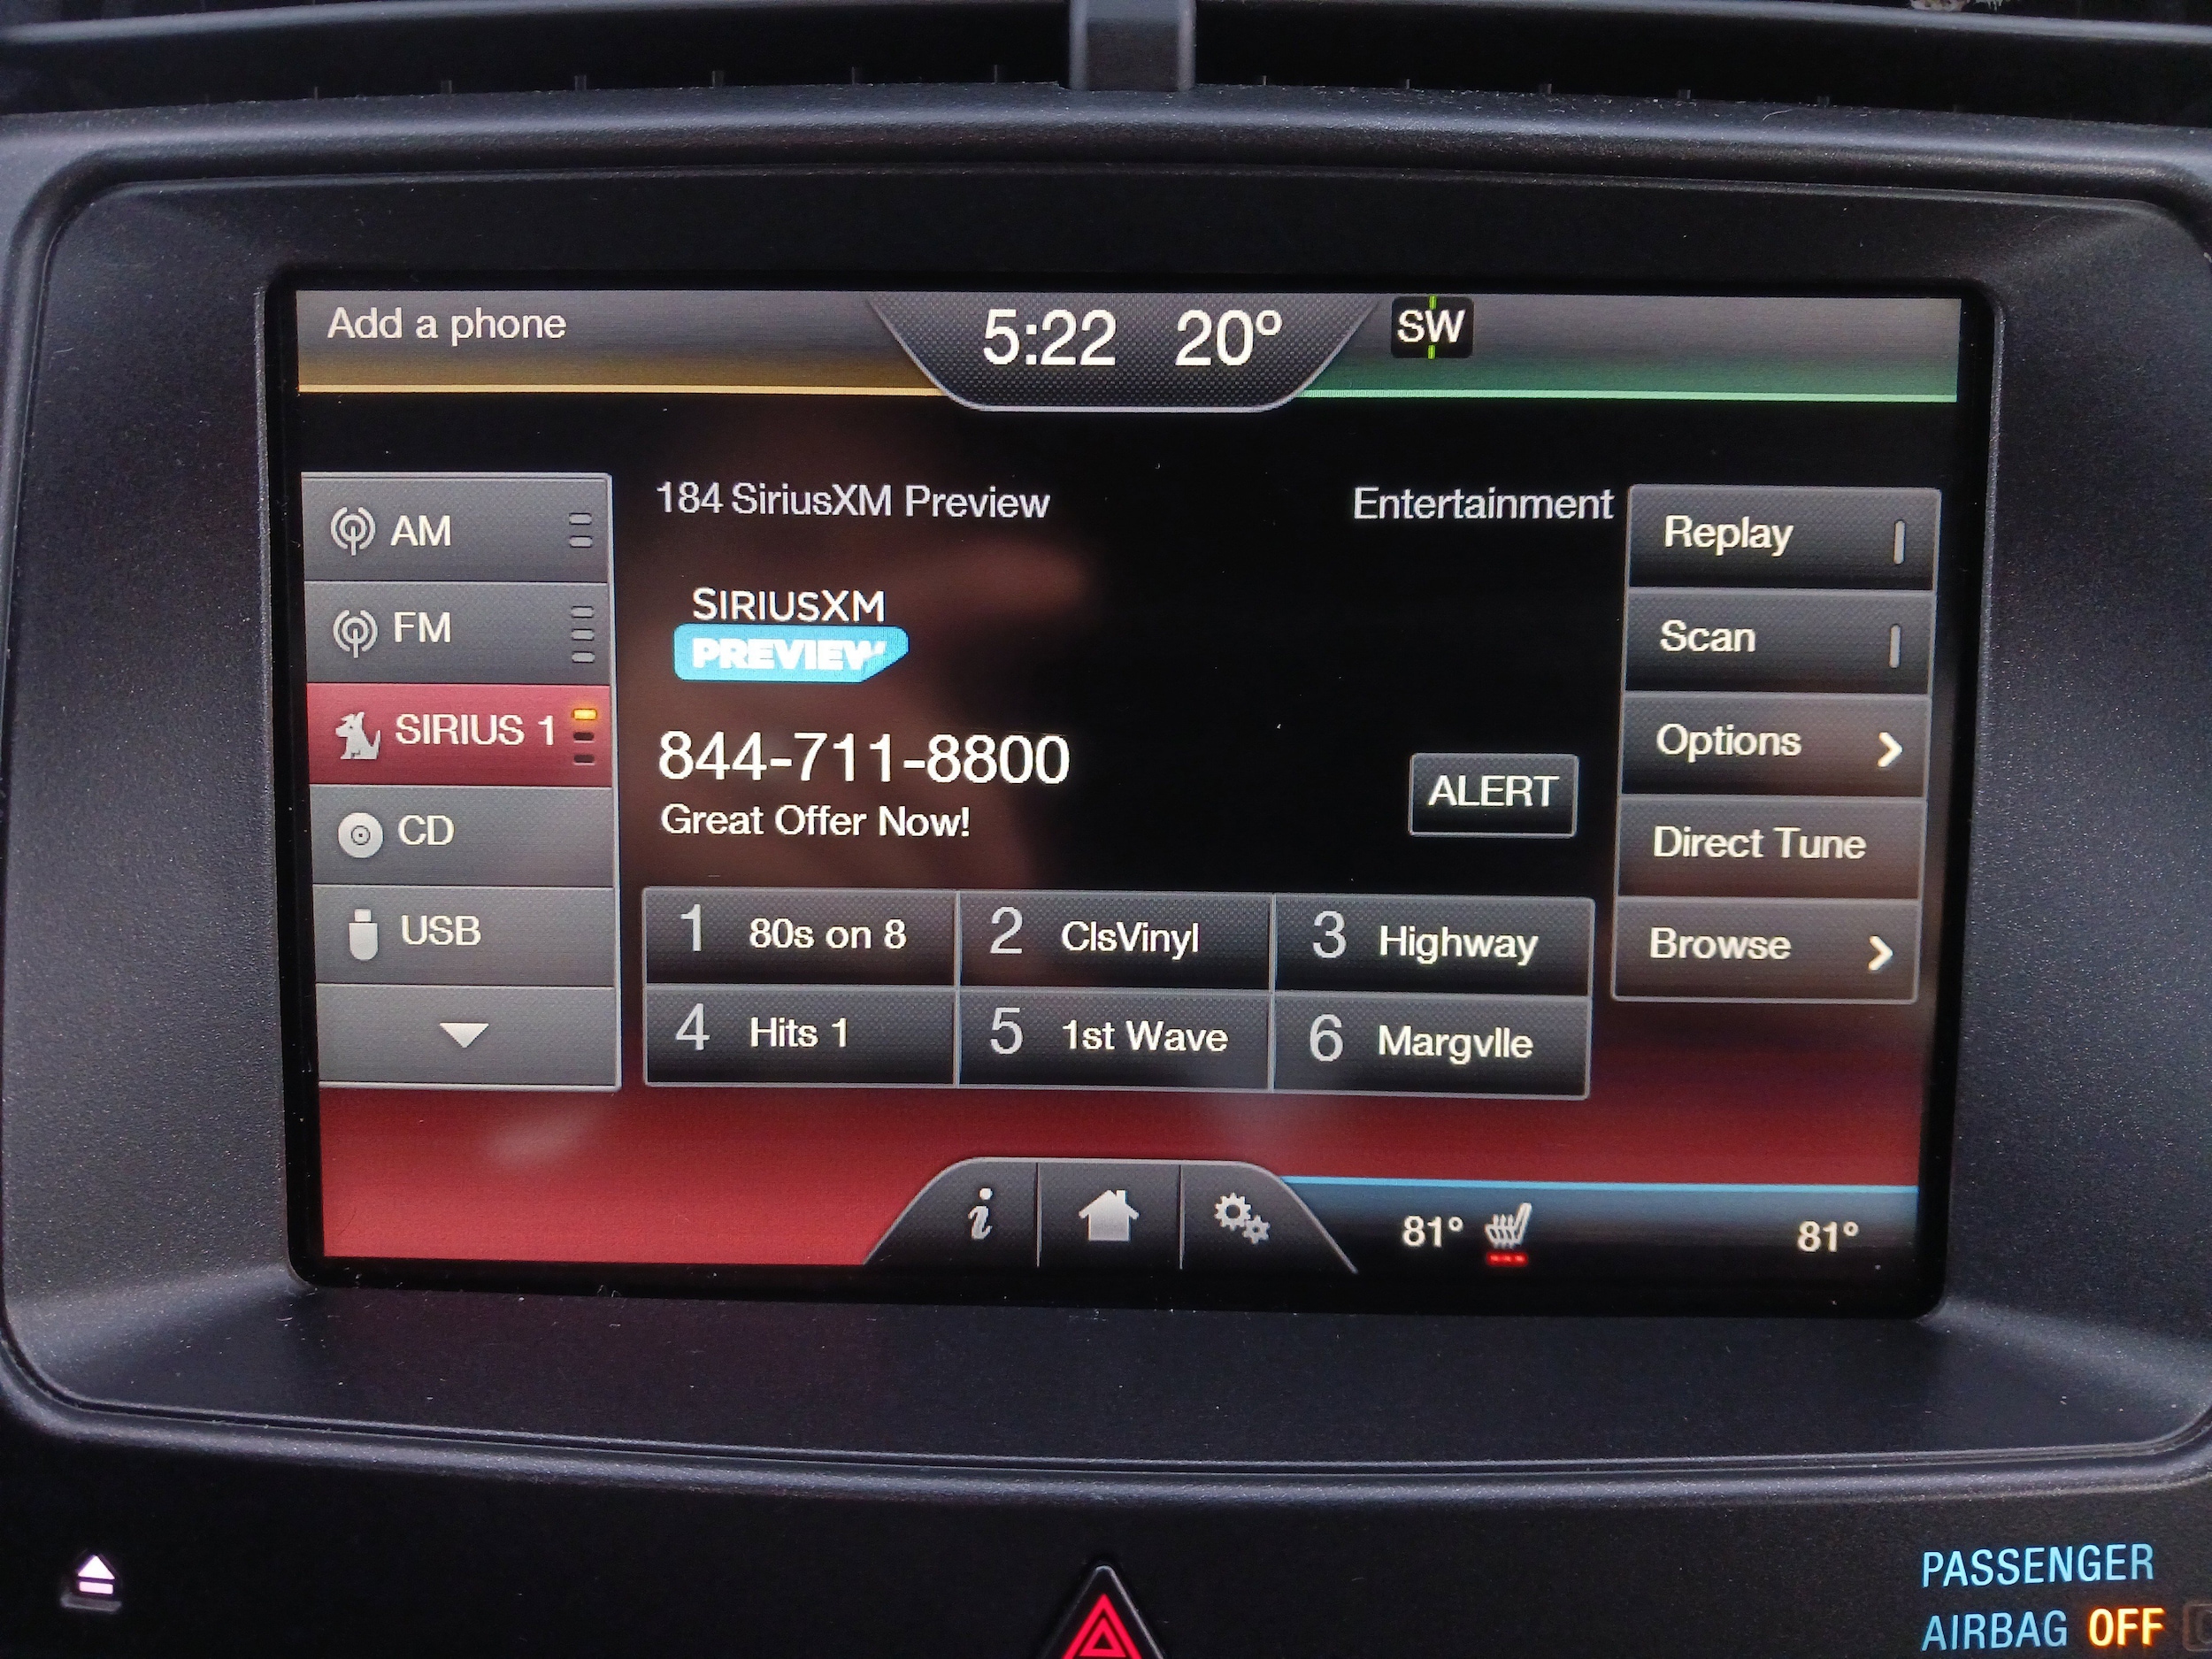 Add a phone
5:22 20° SW
AM
FM
SIRIUS 1
CD
USB
184 SiriusXM Preview
Entertainment
SIRIUSXM
PREVIEW
844-711-8800
Great Offer Now!
ALERT
1 80s on 8
2 ClsVinyl
3 Highway
4 Hits 1
5 1st Wave
6 Margvlle
Replay
Scan
Options
Direct Tune
Browse
i
81°
81°
PASSENGER
AIRBAG OFF